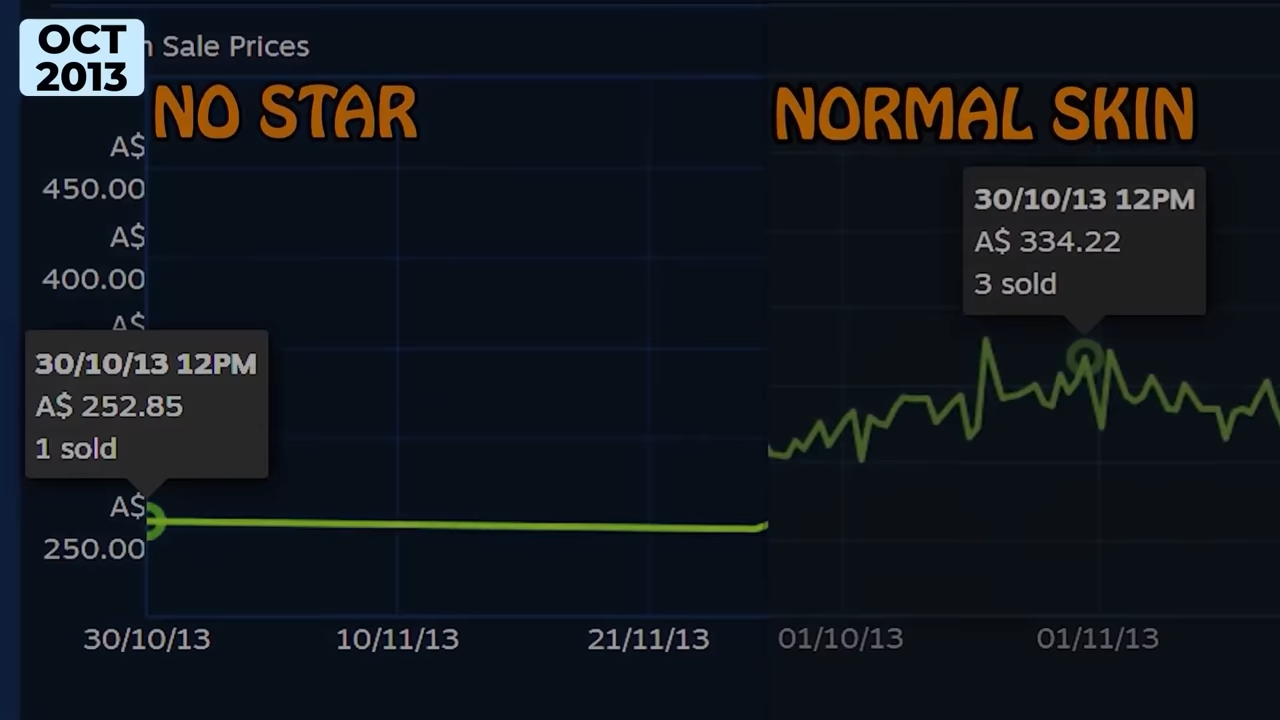 OCT
2013
n Sale Prices
NO STAR
NORMAL SKIN
A$
450.00
A$
400.00
A$
30/10/13 12PM
A$ 252.85
1 sold
A$
250.00
30/10/13
10/11/13
21/11/13
30/10/13 12PM
A$ 334.22
3 sold
01/10/13
01/11/13